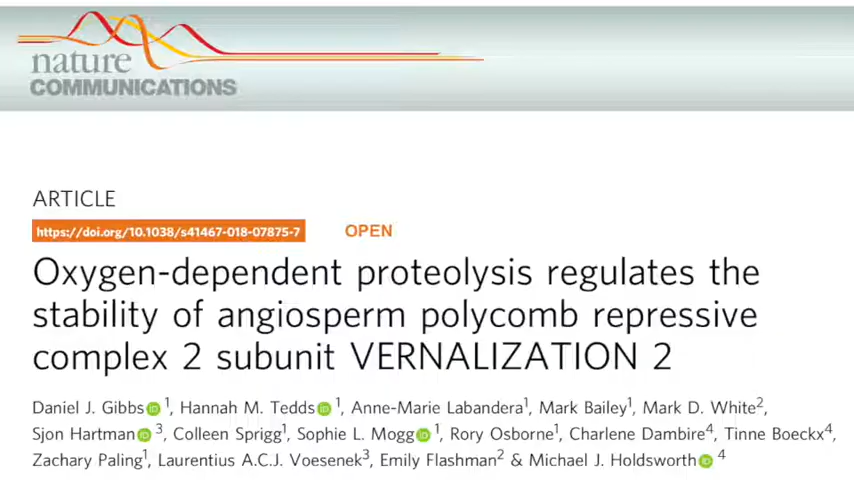 nature
COMMUNICATIONS
ARTICLE
https://doi.org/10.1038/s41467-018-07875-7 OPEN
Oxygen-dependent proteolysis regulates the
stability of angiosperm polycomb repressive
complex 2 subunit VERNALIZATION 2
Daniel J. Gibbs 1, Hannah M. Tedds 1, Anne-Marie Labandera1, Mark Bailey1, Mark D. White2,
Sjon Hartman 3, Colleen Sprigg1, Sophie L. Mogg 1, Rory Osborne1, Charlene Dambire4, Tinne Boeckx4,
Zachary Paling1, Laurentius A.C.J. Voesenek3, Emily Flashman2 & Michael J. Holdsworth 4